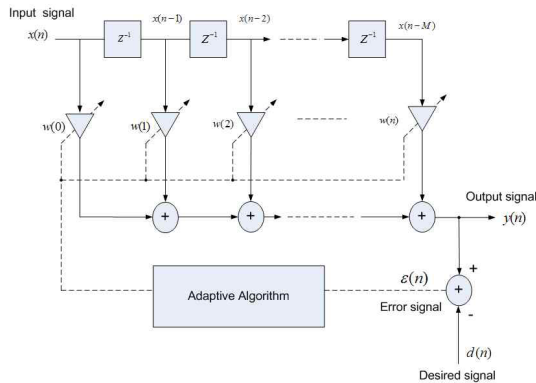 Input signal
x(n)
Z⁻¹
x(n−1)
Z⁻¹
x(n−2)
Z⁻¹
x(n−M)
w(0)
w(1)
w(2)
w(n)
+
+
+
Output signal
y(n)
+
Adaptive Algorithm
ε(n)
+
Error signal
-
d(n)
Desired signal